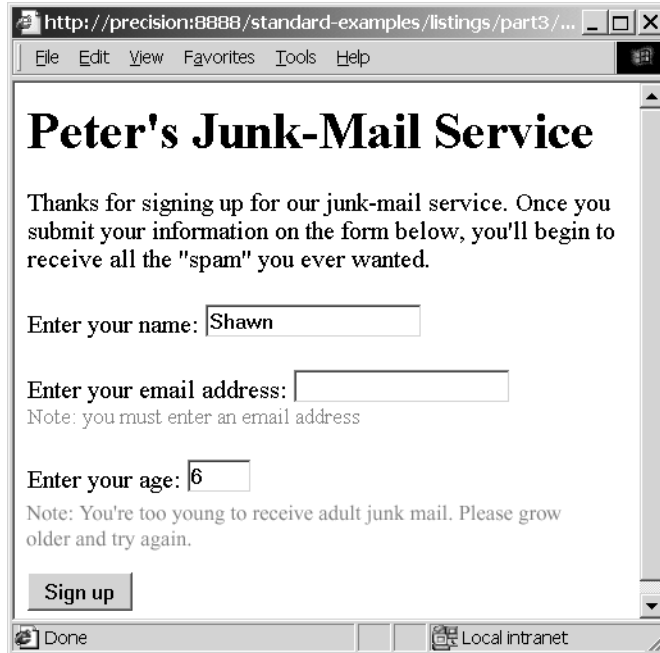 http://precision:8888/standard-examples/listings/part3/...
File Edit View Favorites Tools Help
Peter's Junk-Mail Service
Thanks for signing up for our junk-mail service. Once you
submit your information on the form below, you'll begin to
receive all the "spam" you ever wanted.
Enter your name: Shawn
Enter your email address:
Note: you must enter an email address
Enter your age: 6
Note: You're too young to receive adult junk mail. Please grow
older and try again.
Sign up
Done Local intranet